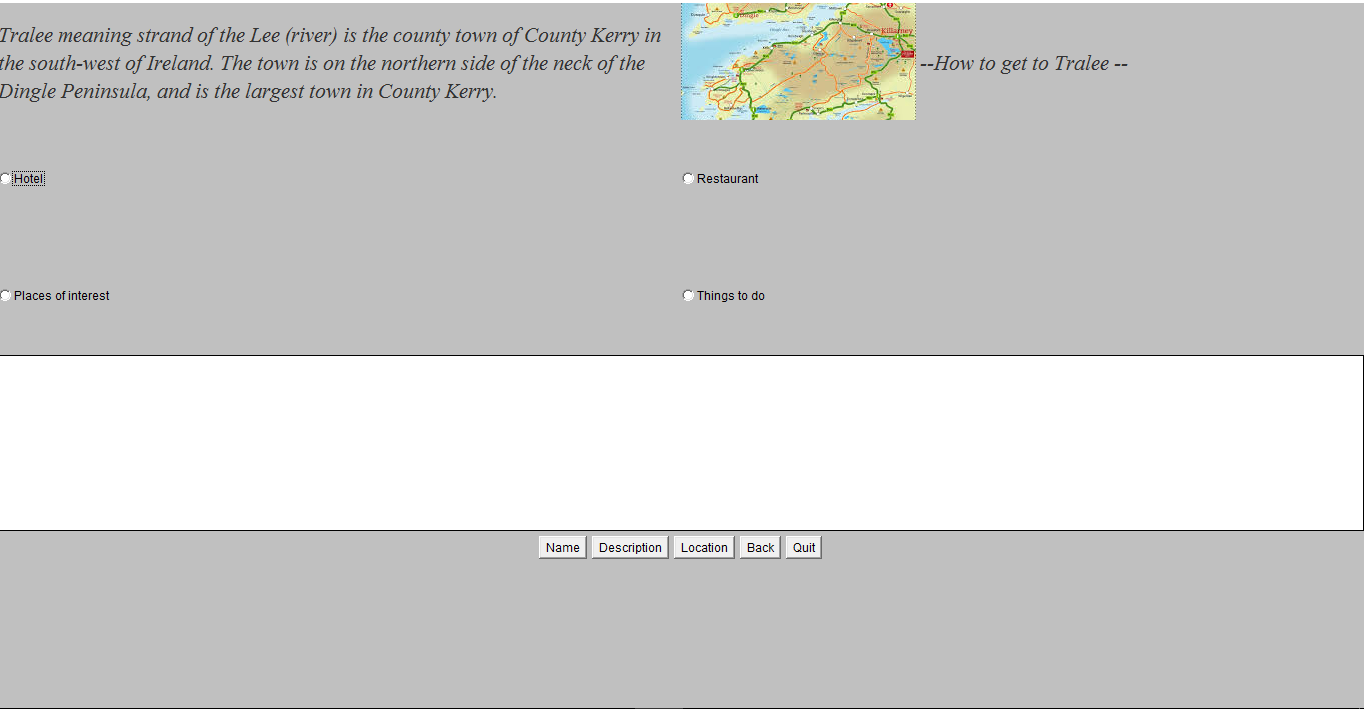 Tralee meaning strand of the Lee (river) is the county town of County Kerry in
the south-west of Ireland. The town is on the northern side of the neck of the
Dingle Peninsula, and is the largest town in County Kerry.
Dingle
Killarney
--How to get to Tralee --
Hotel
Restaurant
Places of interest
Things to do
Name Description Location Back Quit